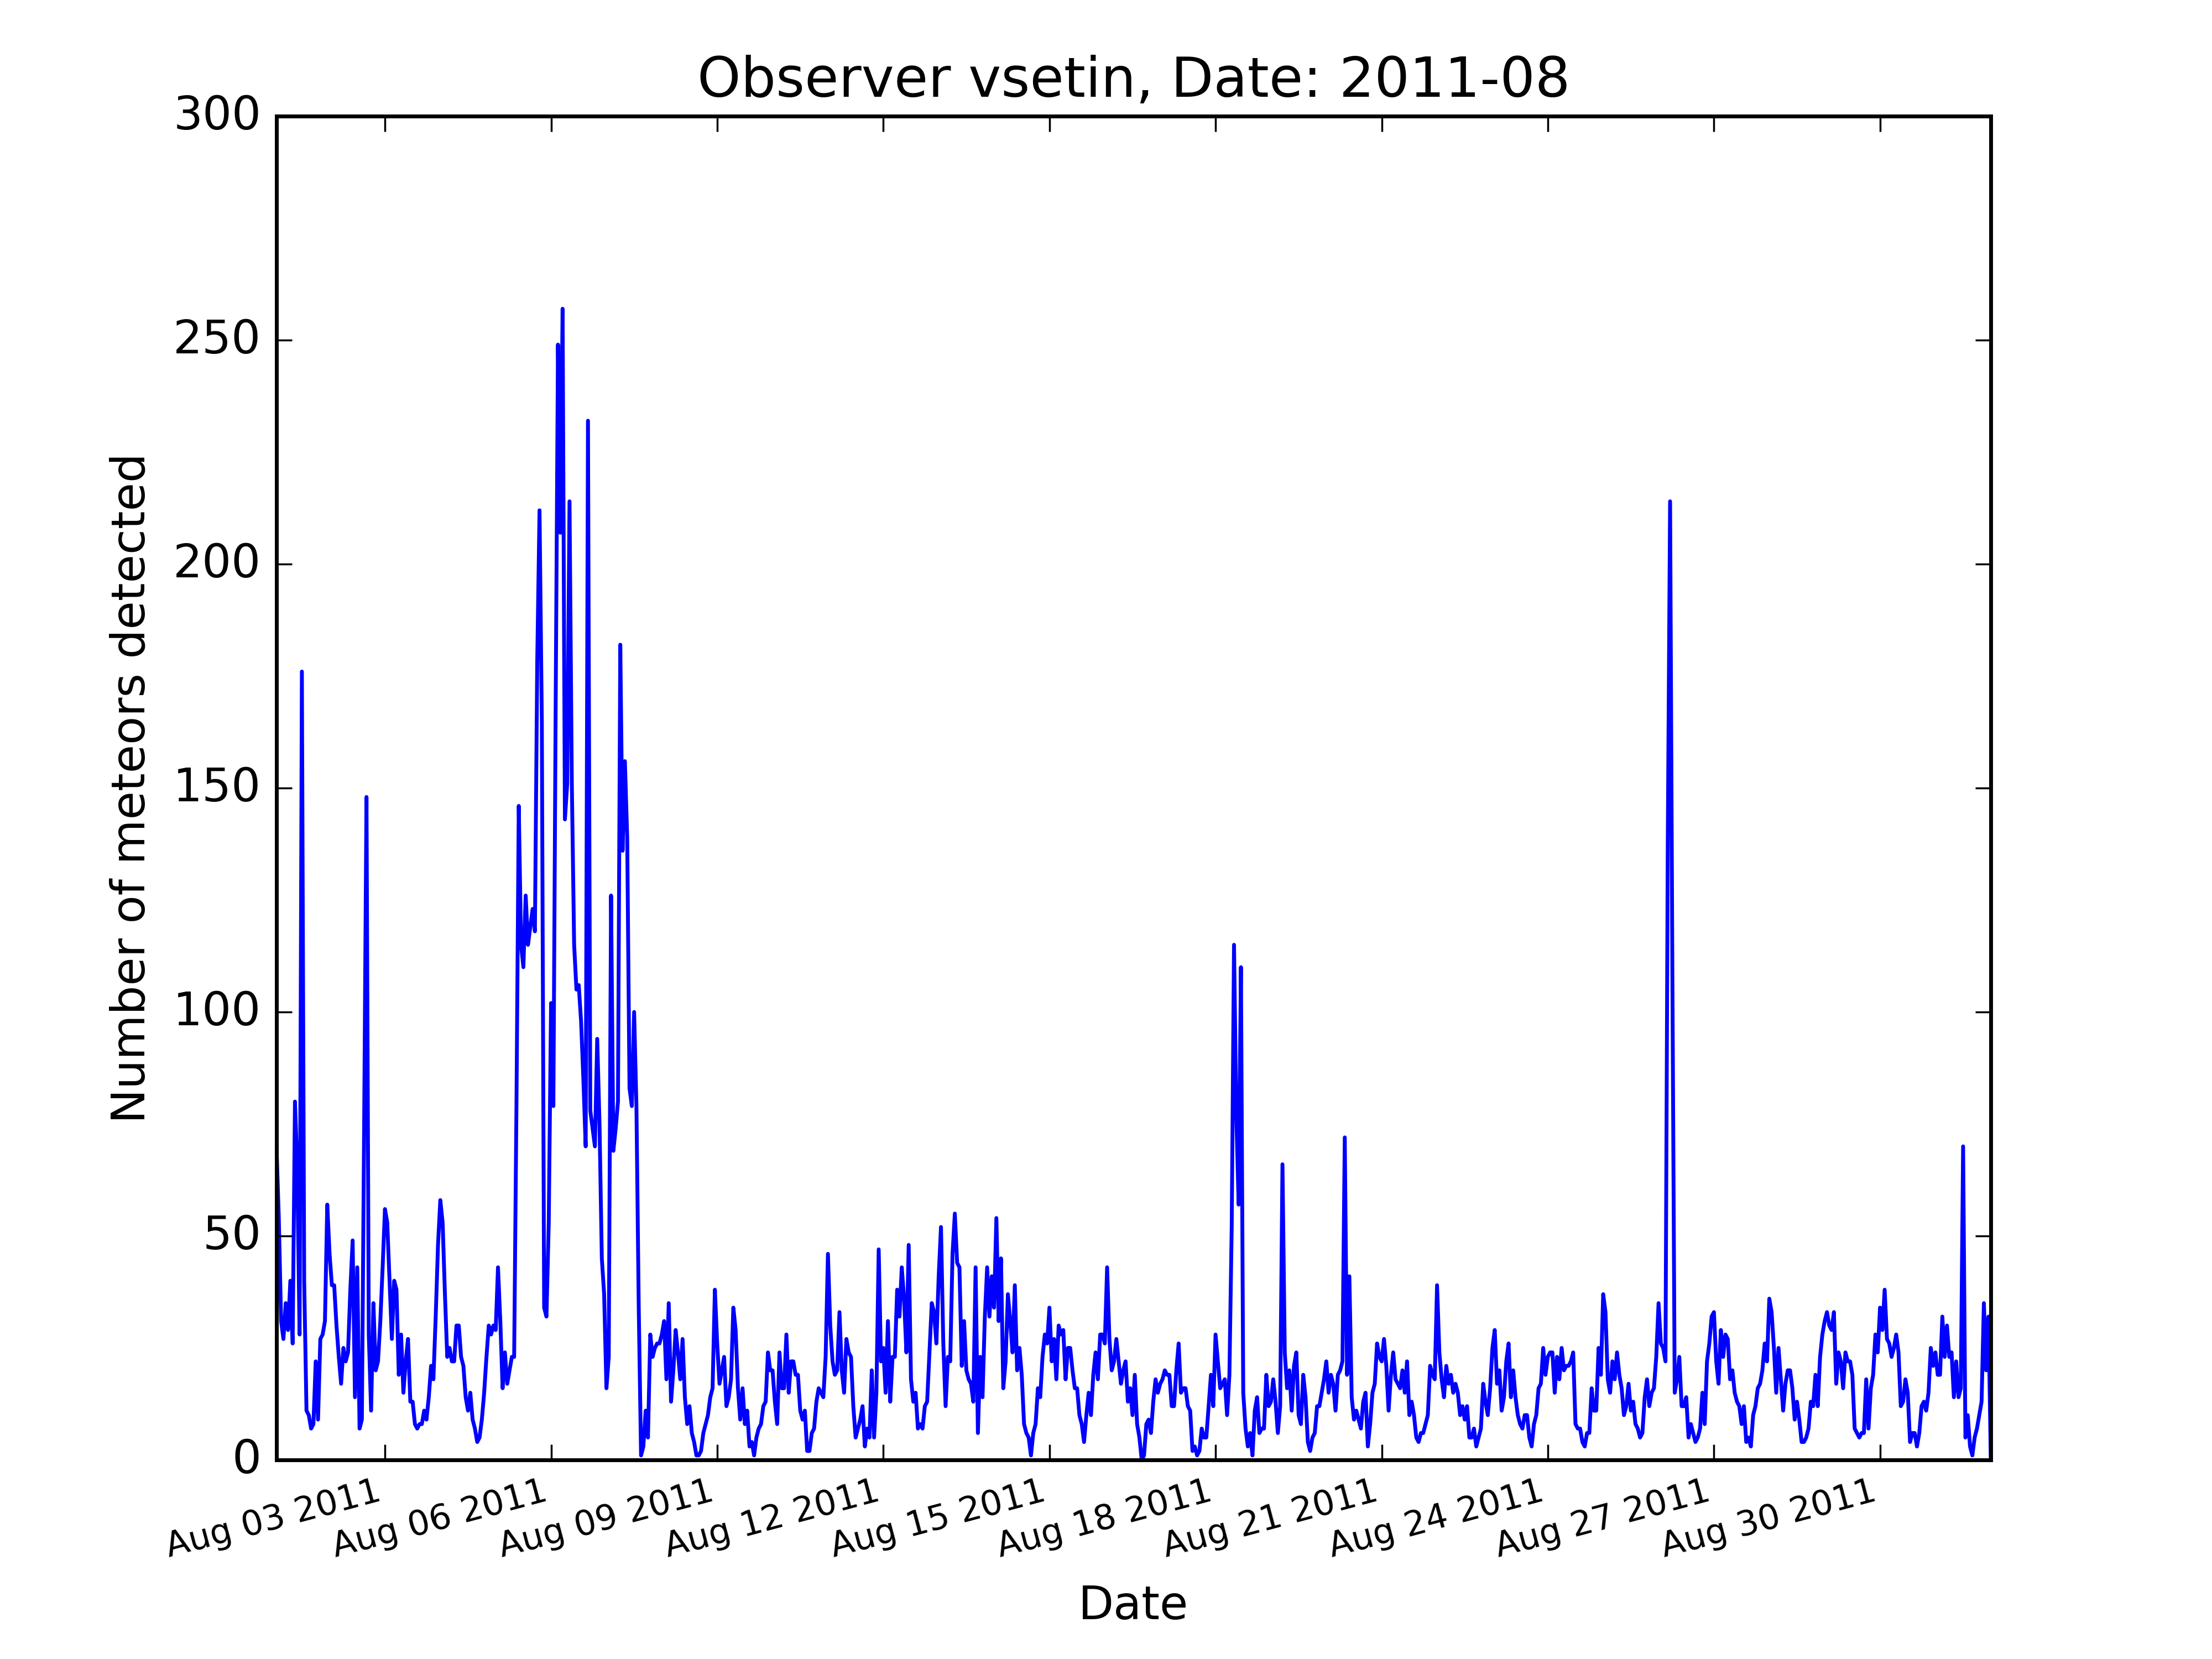 Observer vsetin, Date: 2011-08
300
250
200
150
100
50
0
Number of meteors detected
Aug 03 2011
Aug 06 2011
Aug 09 2011
Aug 12 2011
Aug 15 2011
Aug 18 2011
Aug 21 2011
Aug 24 2011
Aug 27 2011
Aug 30 2011
Date